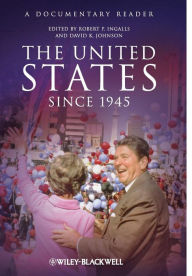 A DOCUMENTARY READER
EDITED BY ROBERT P. INGALLS
AND DAVID K. JOHNSON
THE UNITED
STATES
SINCE 1945
WILEY-BLACKWELL